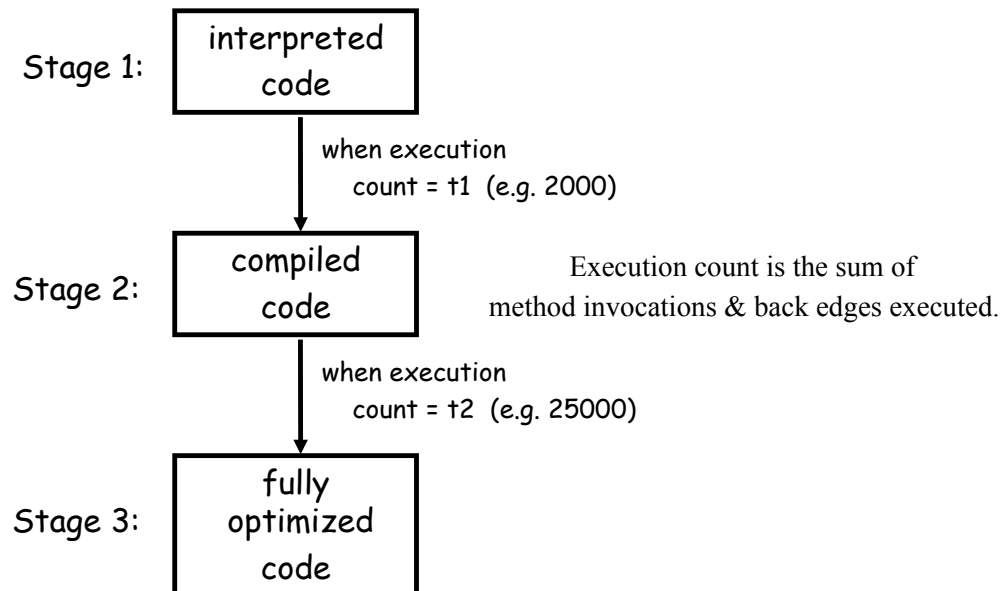 Stage 1:
interpreted
code
when execution
count = t1 (e.g. 2000)
Stage 2:
compiled
code
Execution count is the sum of
method invocations & back edges executed.
when execution
count = t2 (e.g. 25000)
Stage 3:
fully
optimized
code